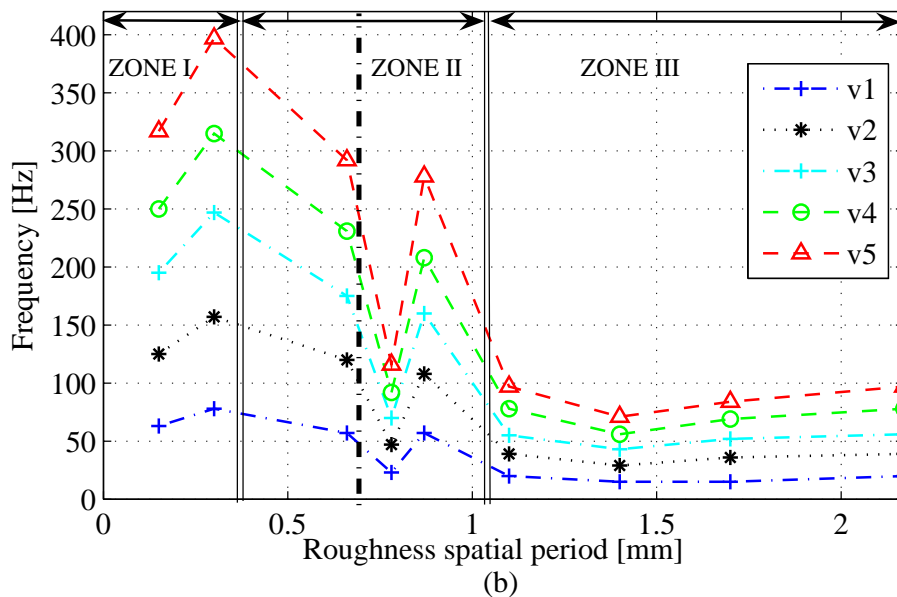 400
350
300
250
200
150
100
50
0
Frequency [Hz]
ZONE I
ZONE II
ZONE III
v1
v2
v3
v4
v5
0
0.5
1
1.5
2
Roughness spatial period [mm]
(b)